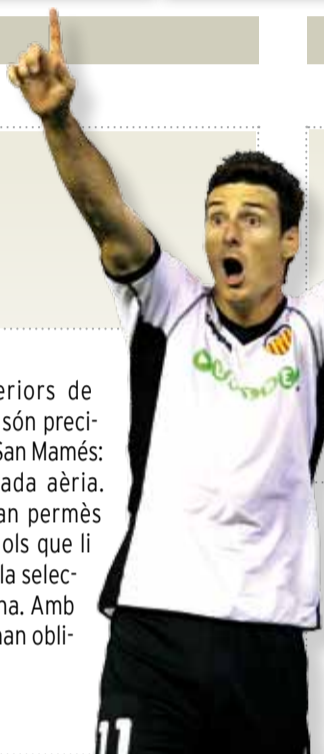 eriors de
són preci-
San Mamés:
ada aèria.
an permès
ols que li
la selec-
na. Amb
han obli-
11